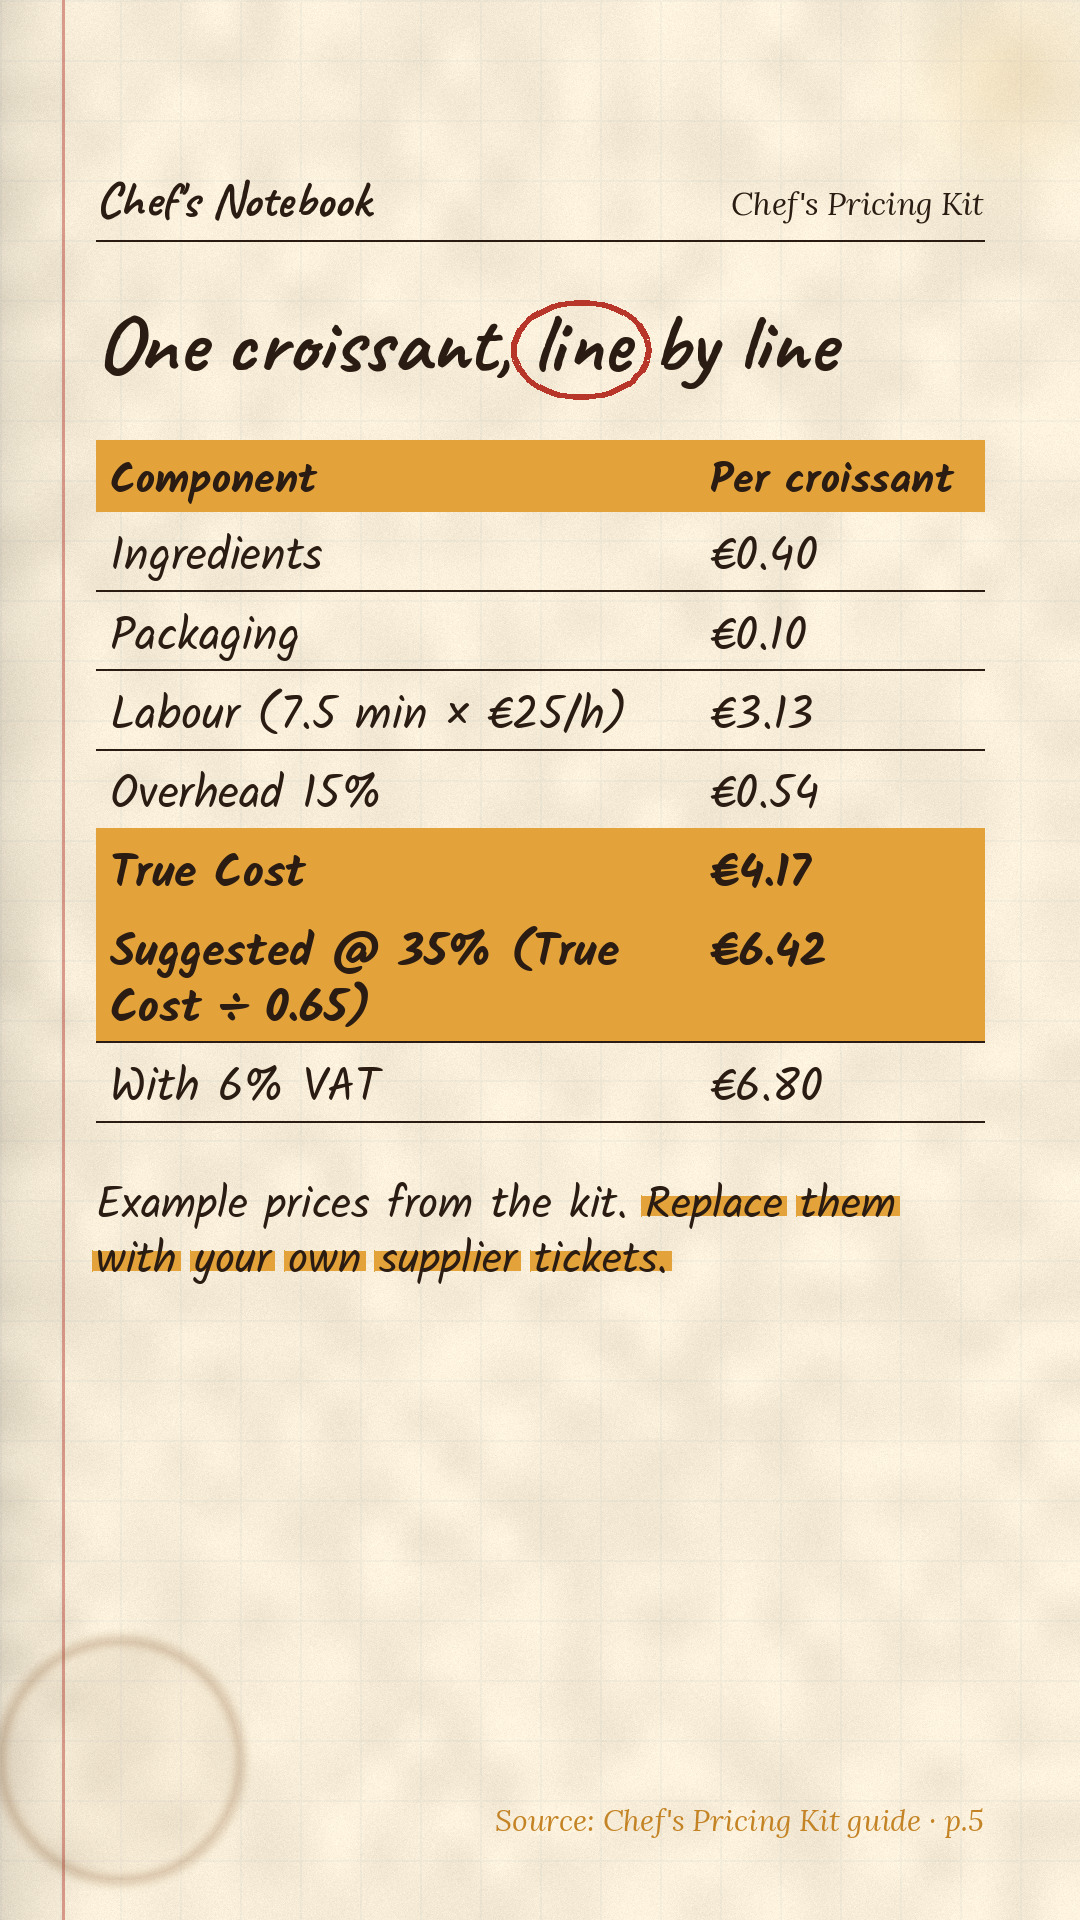 Chef's Notebook
Chef's Pricing Kit
One croissant, line by line
Component Per croissant
Ingredients €0.40
Packaging €0.10
Labour (7.5 min × €25/h) €3.13
Overhead 15% €0.54
True Cost €4.17
Suggested @ 35% (True €6.42
Cost ÷ 0.65)
With 6% VAT €6.80
Example prices from the kit. Replace them
with your own supplier tickets.
Source: Chef's Pricing Kit guide · p.5